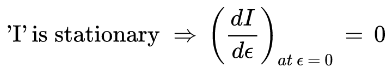 'I' is stationary ⇒ (dI/dϵ)at ϵ = 0 = 0